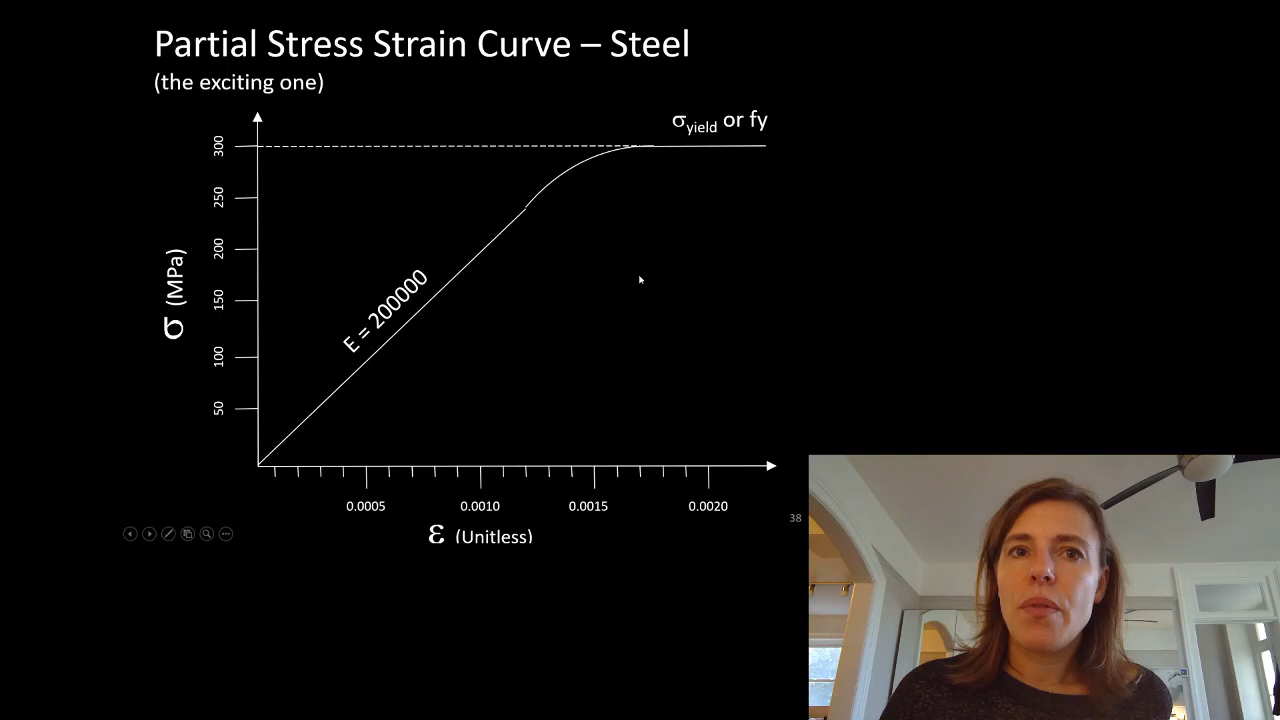 Partial Stress Strain Curve – Steel
(the exciting one)
σyield or fy
300
250
200
150
100
50
σ (MPa)
E = 200000
0.0005 0.0010 0.0015 0.0020
ε (Unitless)
38